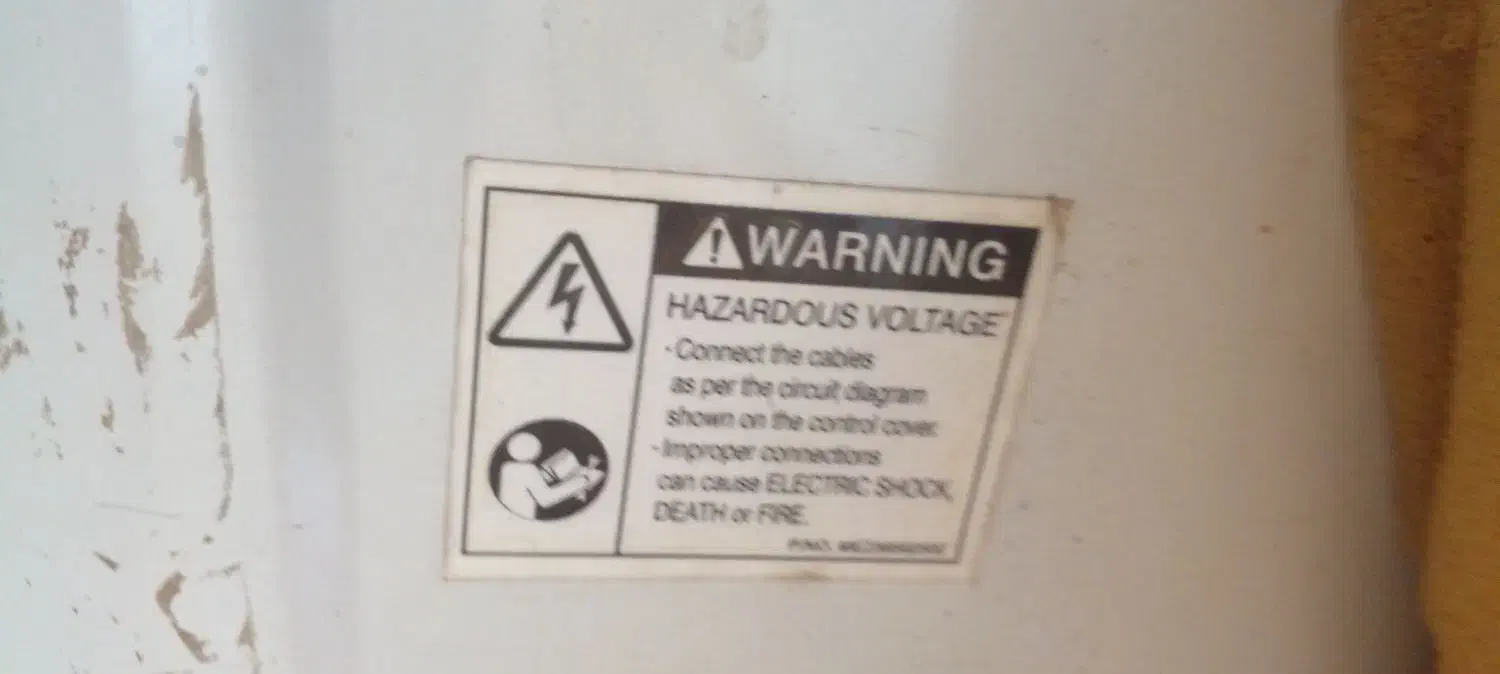 WARNING
HAZARDOUS VOLTAGE
- Connect the cables
as per the circuit diagram
shown on the control cover.
- Improper connections
can cause ELECTRIC SHOCK,
DEATH or FIRE.
P/NO.